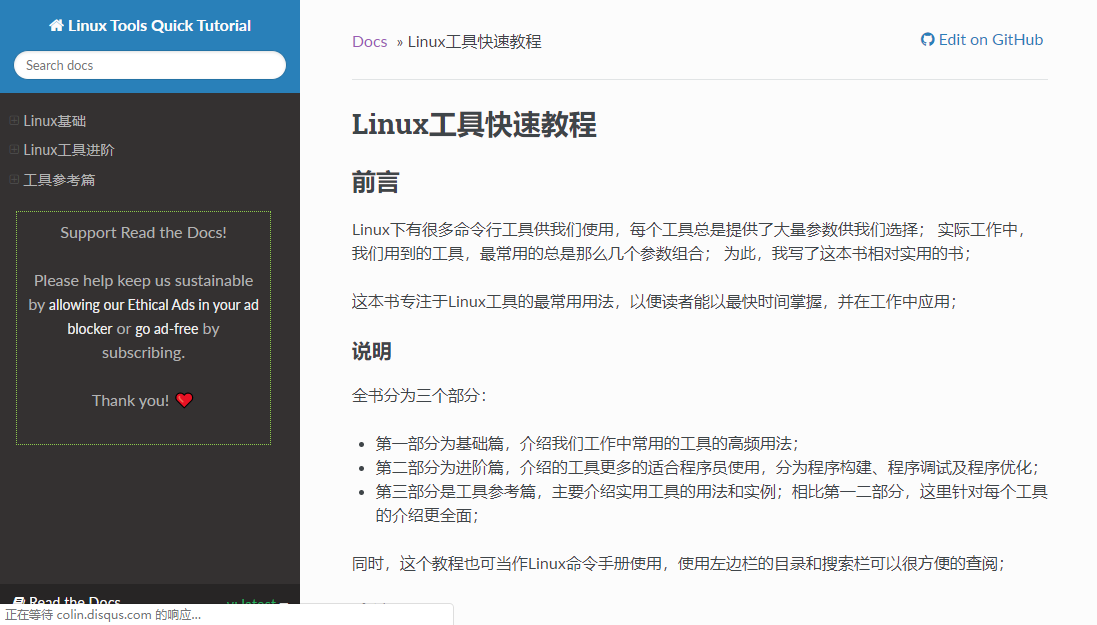 Linux Tools Quick Tutorial
Search docs
Linux基础
Linux工具进阶
工具参考篇
Support Read the Docs!
Please help keep us sustainable
by allowing our Ethical Ads in your ad
blocker or go ad-free by
subscribing.
Thank you!
Read the Docs
v: latest
正在等待 colin.disqus.com 的响应...
Docs » Linux工具快速教程
Edit on GitHub
Linux工具快速教程
前言
Linux下有很多命令行工具供我们使用，每个工具总是提供了大量参数供我们选择； 实际工作中，
我们用到的工具，最常用的总是那么几个参数组合； 为此，我写了这本书相对实用的书；
这本书专注于Linux工具的最常用用法，以便读者能以最快时间掌握，并在工作中应用；
说明
全书分为三个部分：
第一部分为基础篇，介绍我们工作中常用的工具的高频用法；
第二部分为进阶篇，介绍的工具更多的适合程序员使用，分为程序构建、程序调试及程序优化；
第三部分是工具参考篇，主要介绍实用工具的用法和实例；相比第一二部分，这里针对每个工具
的介绍更全面；
同时，这个教程也可当作Linux命令手册使用，使用左边栏的目录和搜索栏可以很方便的查阅；